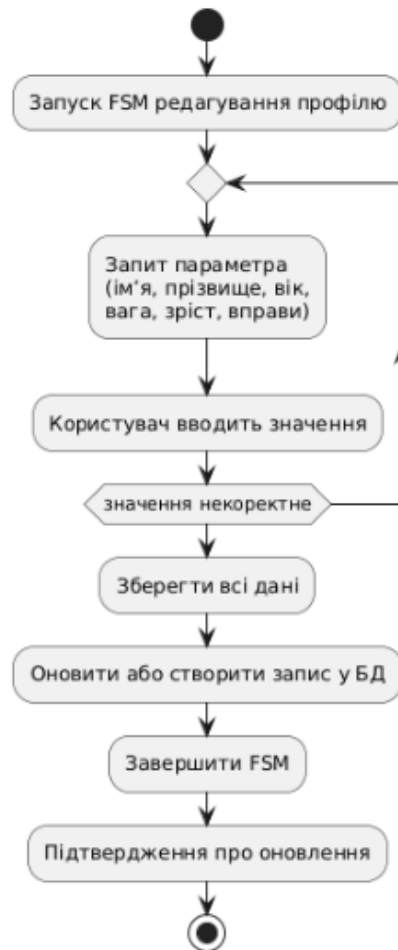 Запуск FSM редагування профілю
Запит параметра
(ім’я, прізвище, вік,
вага, зріст, вправи)
Користувач вводить значення
значення некоректне
Зберегти всі дані
Оновити або створити запис у БД
Завершити FSM
Підтвердження про оновлення